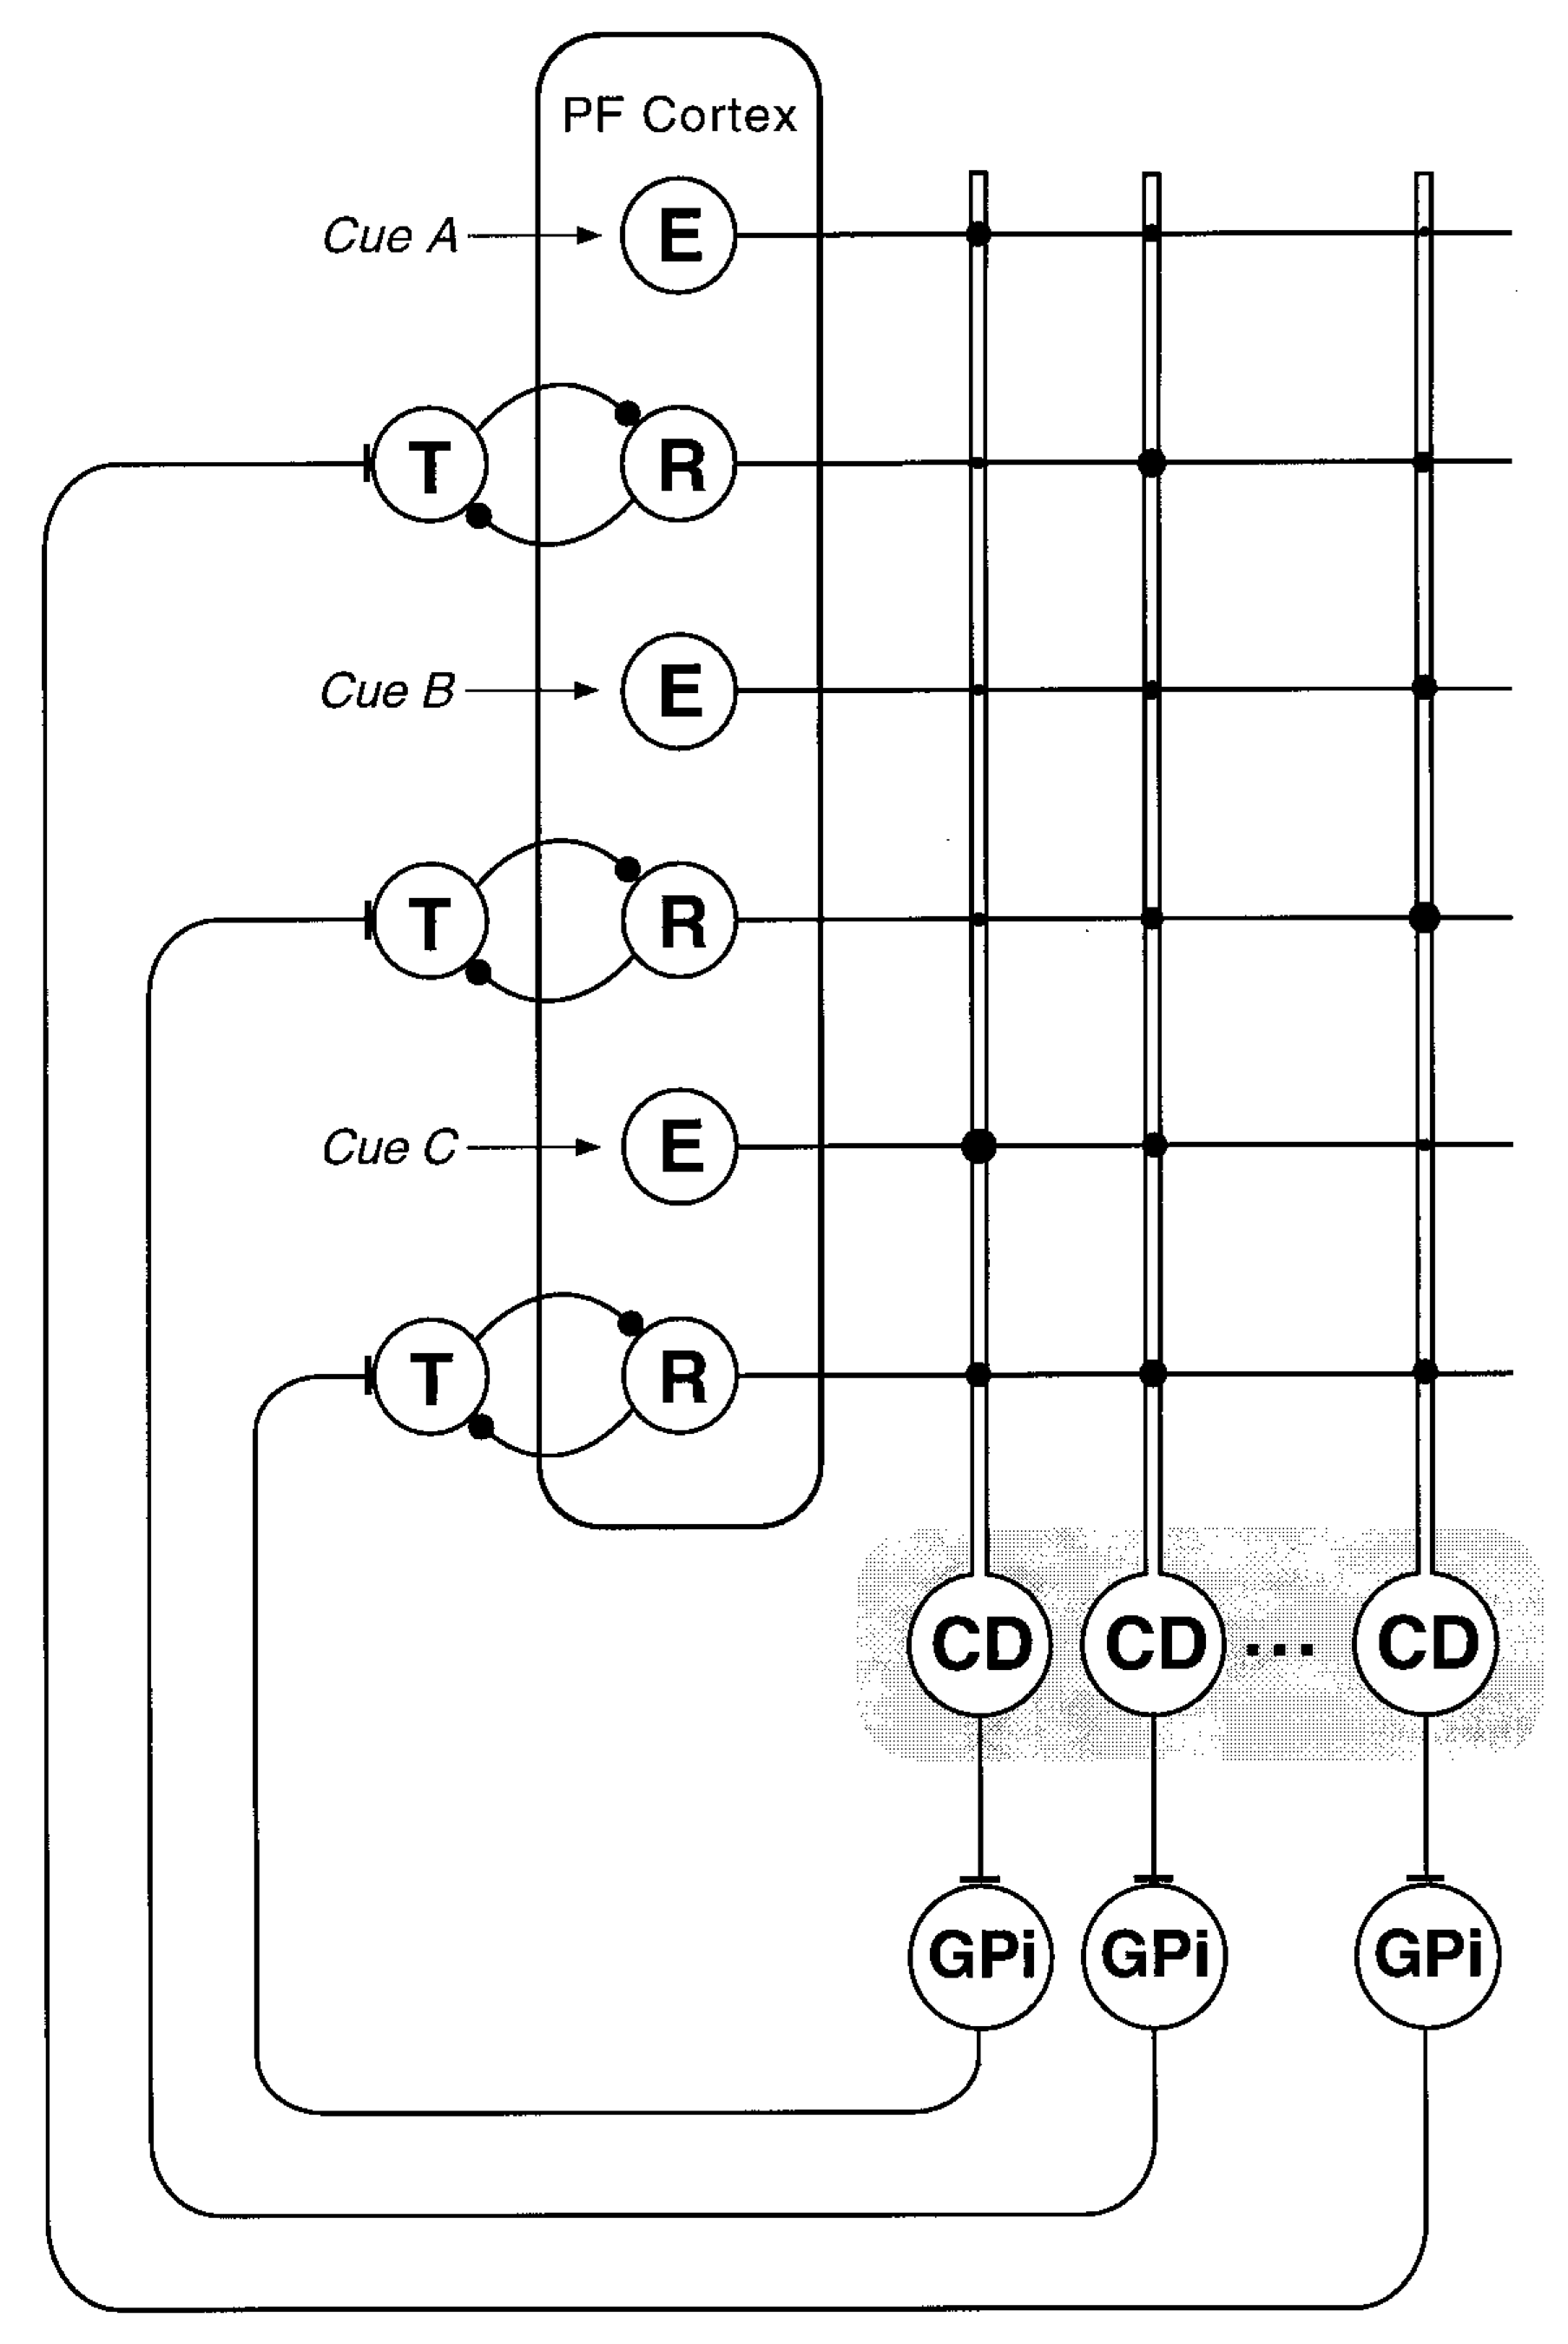 PF Cortex
Cue A E
T R
Cue B E
T R
Cue C E
T R
CD CD ... CD
GPi GPi GPi